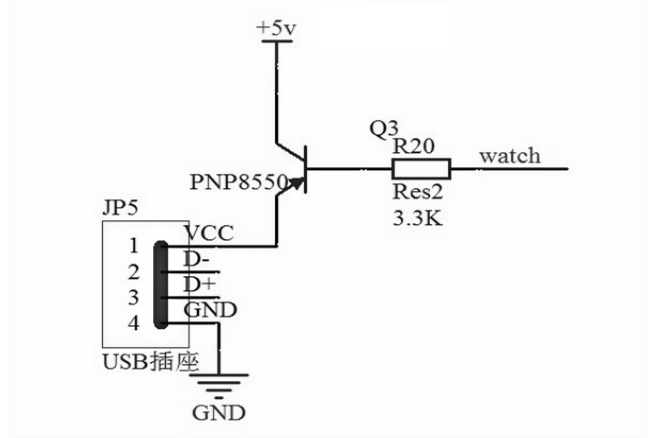 +5v
Q3
R20
watch
PNP8550
Res2
3.3K
JP5
VCC
1
D-
2
D+
3
GND
4
USB插座
GND